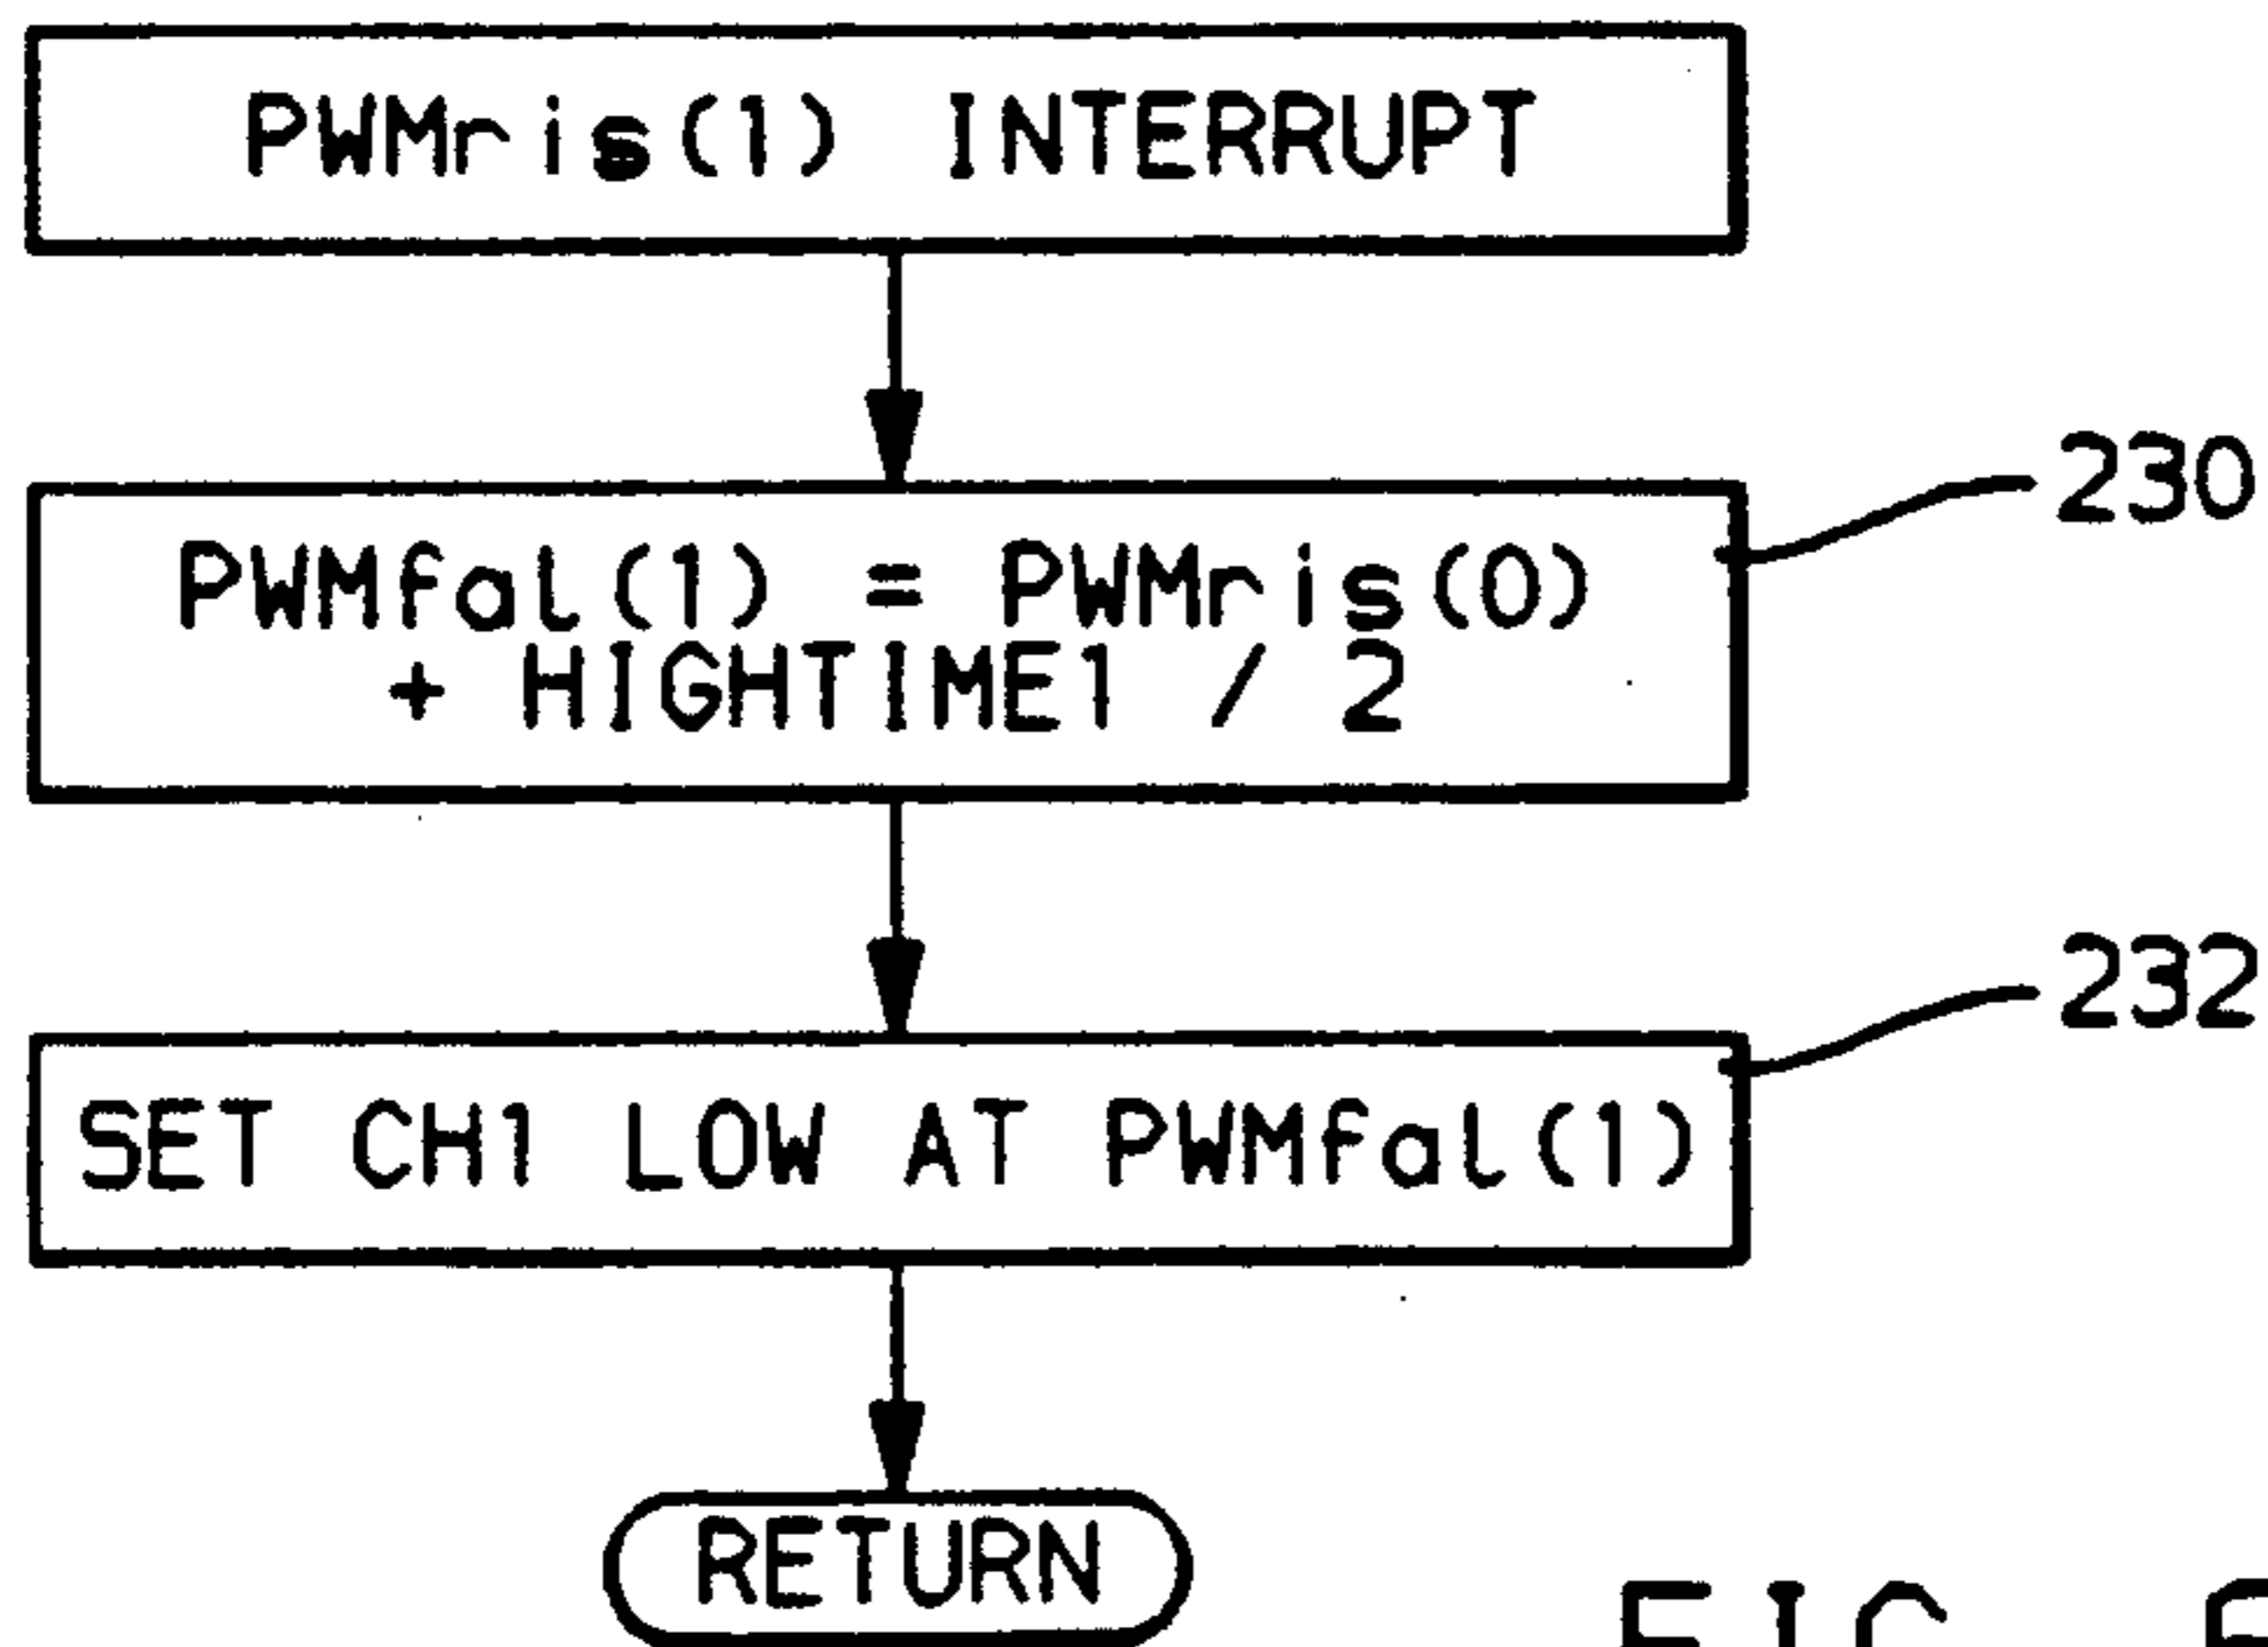 PWMris(1) INTERRUPT
230
PWMfal(1) = PWMris(0)
+ HIGHTIME1 / 2
232
SET CH1 LOW AT PWMfal(1)
RETURN